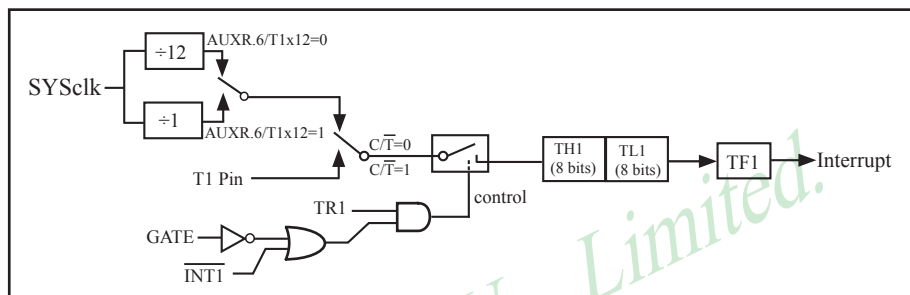 AUXR.6/T1x12=0
÷12
SYSclk
÷1
AUXR.6/T1x12=1
C/T̅=0
C/T̅=1
T1 Pin
TH1
(8 bits)
TL1
(8 bits)
TF1
Interrupt
control
TR1
GATE
I̅N̅T̅1̅
Limited.